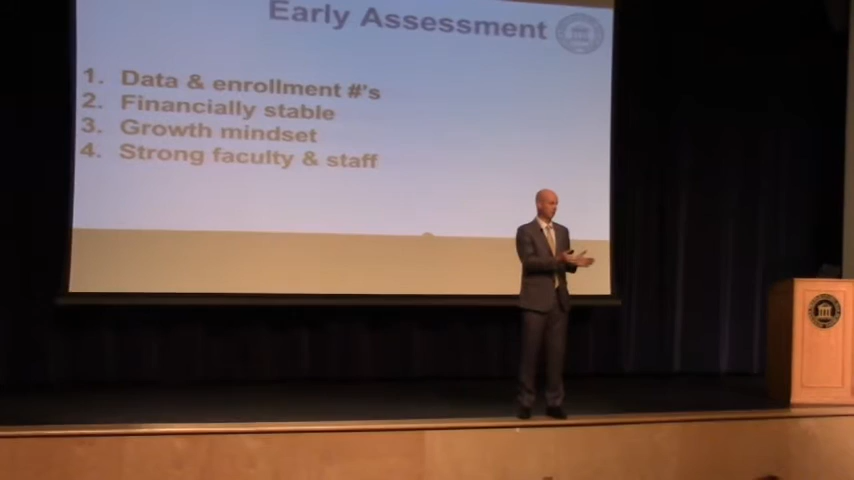 Early Assessment
1. Data & enrollment #'s
2. Financially stable
3. Growth mindset
4. Strong faculty & staff